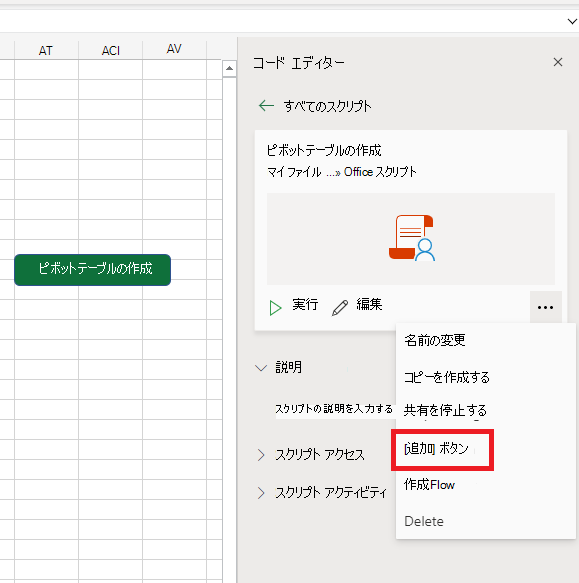 AT ACI AV
コード エディター
すべてのスクリプト
ピボットテーブルの作成
マイ ファイル ...» Office スクリプト
ピボットテーブルの作成
実行 編集 ...
名前の変更
説明
コピーを作成する
スクリプトの説明を入力する
共有を停止する
[追加] ボタン
スクリプト アクセス
作成Flow
スクリプト アクティビティ
Delete